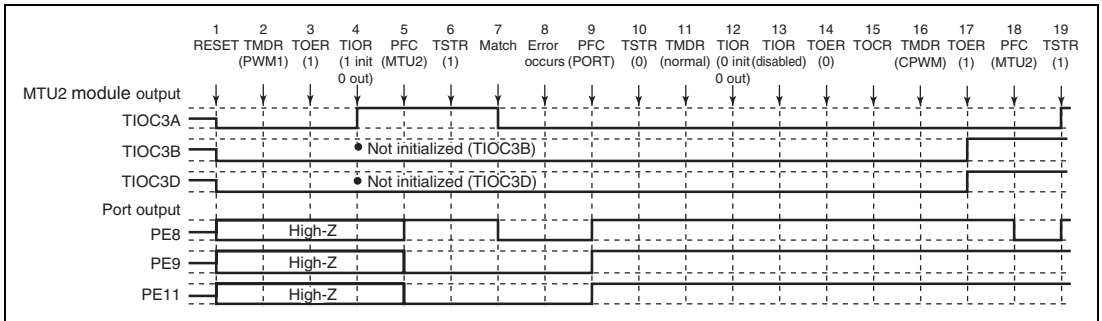 1 2 3 4 5 6 7 8 9 10 11 12 13 14 15 16 17 18 19
RESET TMDR TOER TIOR PFC TSTR Match Error PFC TSTR TMDR TIOR TIOR TOER TOCR TMDR TOER PFC TSTR
(PWM1) (1) (1 init (MTU2) (1) occurs (PORT) (0) (normal) (0 init (disabled) (0) (CPWM) (1) (MTU2) (1)
0 out) 0 out)
MTU2 module output
TIOC3A
TIOC3B • Not initialized (TIOC3B)
TIOC3D • Not initialized (TIOC3D)
Port output
PE8 High-Z
PE9 High-Z
PE11 High-Z